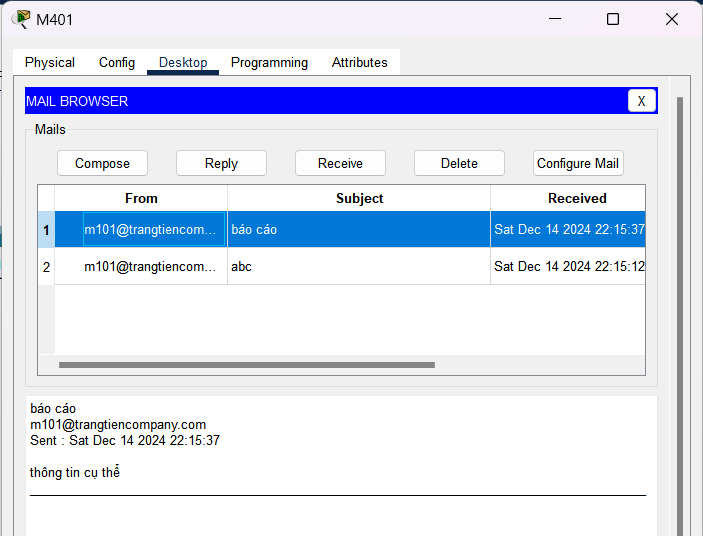 M401
Physical Config Desktop Programming Attributes
MAIL BROWSER X
Mails
Compose Reply Receive Delete Configure Mail
From Subject Received
1 m101@trangtiencom... báo cáo Sat Dec 14 2024 22:15:37
2 m101@trangtiencom... abc Sat Dec 14 2024 22:15:12
báo cáo
m101@trangtiencompany.com
Sent : Sat Dec 14 2024 22:15:37
thông tin cụ thể